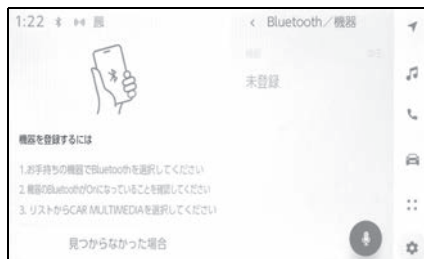 1:22
< Bluetooth／機器
未登録
機器を登録するには
1.お手持ちの機器でBluetoothを選択してください
2. 機器のBluetoothがOnになっていることを確認してください
3. リストからCAR MULTIMEDIAを選択してください
見つからなかった場合